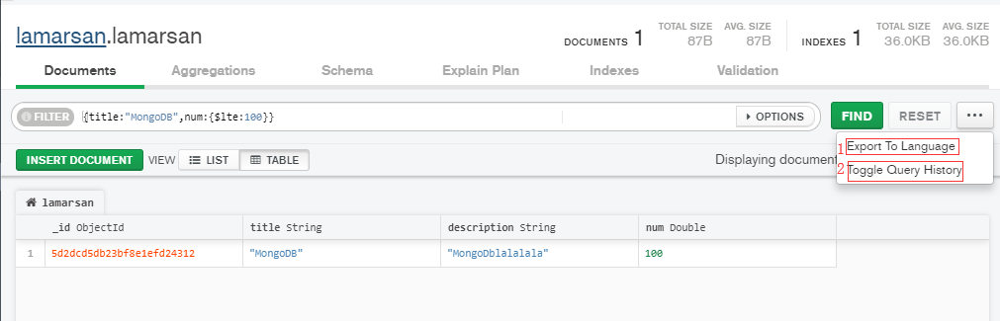 lamarsan.lamarsan
DOCUMENTS 1 TOTAL SIZE 87B AVG. SIZE 87B INDEXES 1 TOTAL SIZE 36.0KB AVG. SIZE 36.0KB
Documents Aggregations Schema Explain Plan Indexes Validation
FILTER {title:"MongoDB",num:{$lte:100}} OPTIONS FIND RESET ...
INSERT DOCUMENT VIEW LIST TABLE Displaying document
1 Export To Language
2 Toggle Query History
lamarsan
_id ObjectId title String description String num Double
1 5d2dcd5db23bf8e1efd24312 "MongoDB" "MongoDblalalala" 100